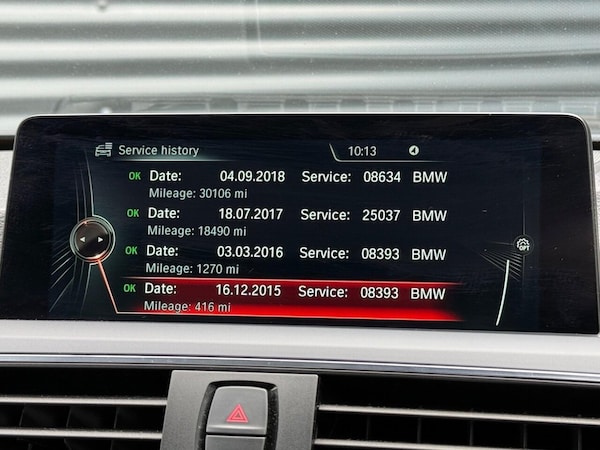 Service history 10:13
OK Date: 04.09.2018 Service: 08634 BMW
Mileage: 30106 mi
OK Date: 18.07.2017 Service: 25037 BMW
Mileage: 18490 mi
OK Date: 03.03.2016 Service: 08393 BMW
Mileage: 1270 mi
OK Date: 16.12.2015 Service: 08393 BMW
Mileage: 416 mi
OPT